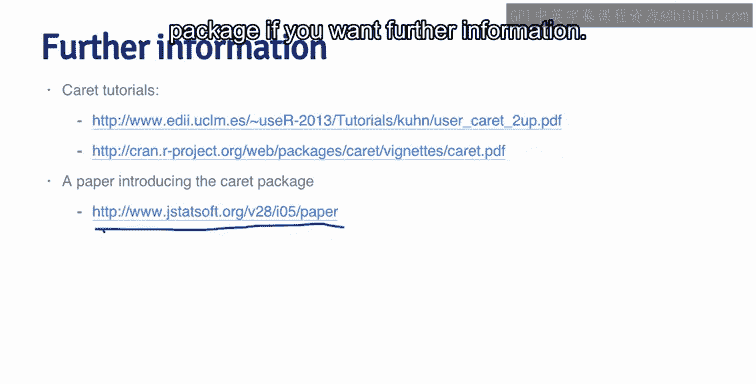 package if you want further information.
Further information
· Caret tutorials:
- http://www.edii.uclm.es/~useR-2013/Tutorials/kuhn/user_caret_2up.pdf
- http://cran.r-project.org/web/packages/caret/vignettes/caret.pdf
· A paper introducing the caret package
- http://www.jstatsoft.org/v28/i05/paper